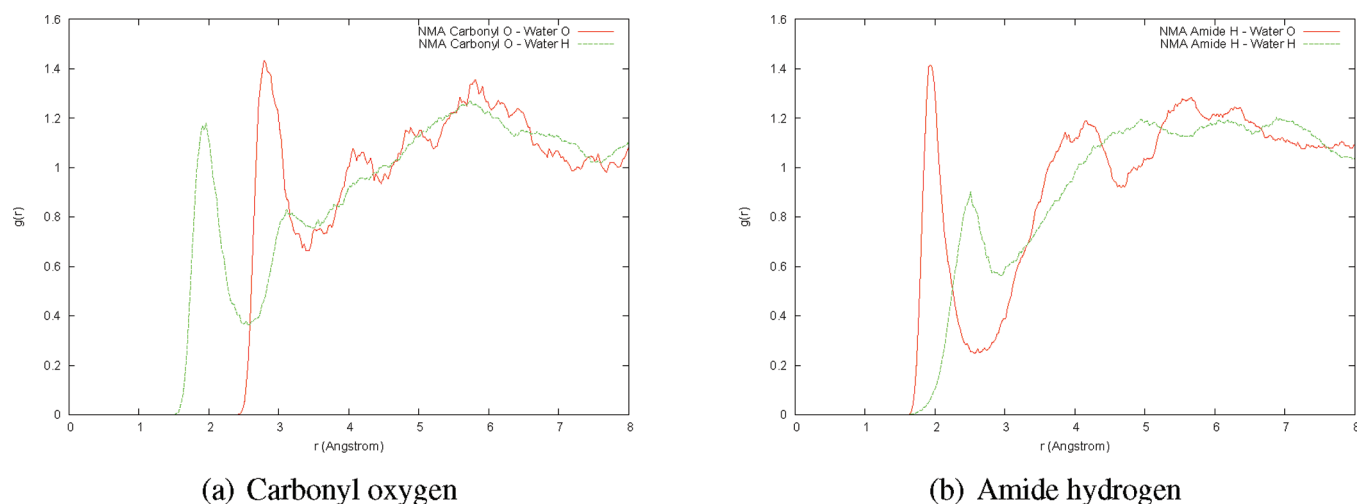 NMA Carbonyl O - Water O
NMA Carbonyl O - Water H
1.6
1.4
1.2
1
0.8
0.6
0.4
0.2
0
g(r)
0 1 2 3 4 5 6 7 8
r (Angstrom)
(a) Carbonyl oxygen
NMA Amide H - Water O
NMA Amide H - Water H
1.6
1.4
1.2
1
0.8
0.6
0.4
0.2
0
g(r)
0 1 2 3 4 5 6 7 8
r (Angstrom)
(b) Amide hydrogen